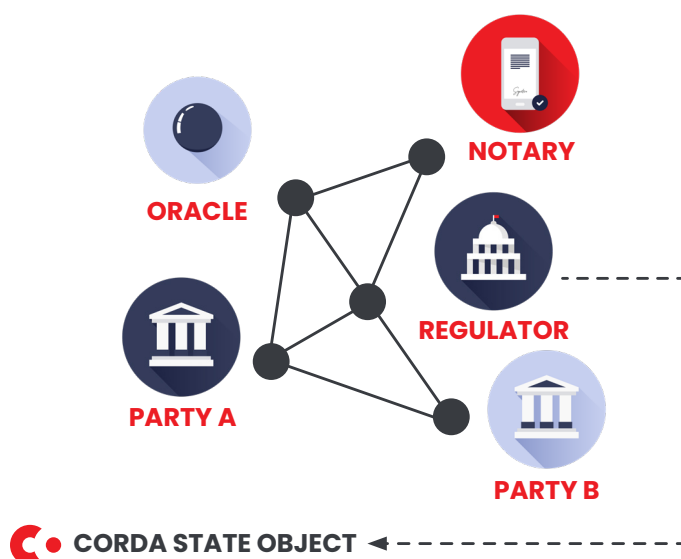 NOTARY
ORACLE
REGULATOR
PARTY A
PARTY B
CORDA STATE OBJECT